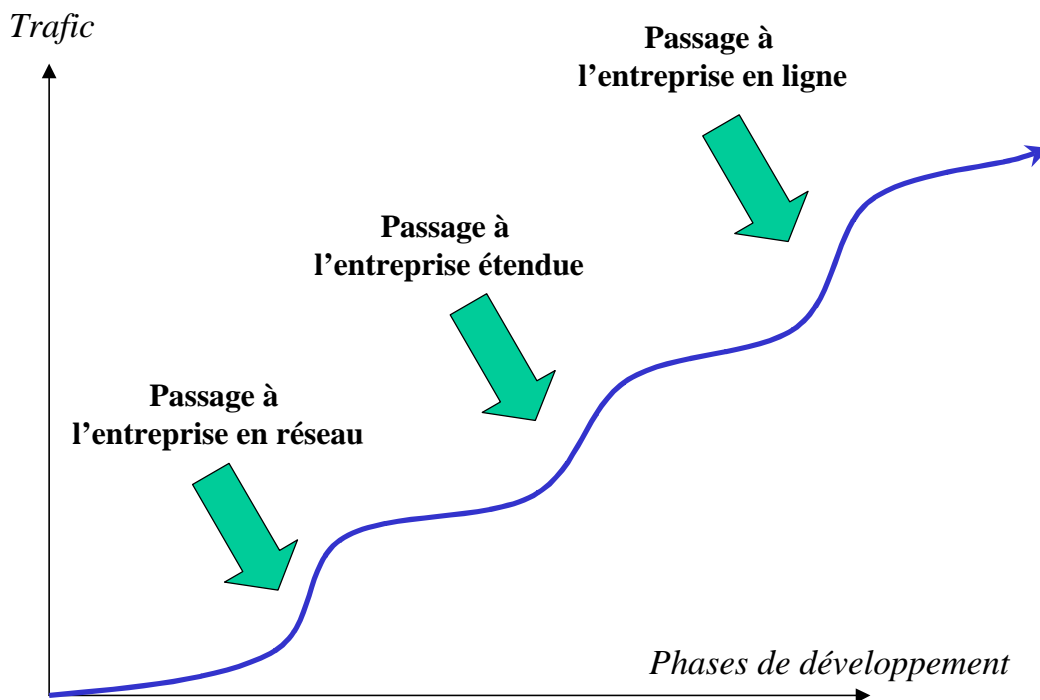 Trafic
Passage à
l’entreprise en ligne
Passage à
l’entreprise étendue
Passage à
l’entreprise en réseau
Phases de développement